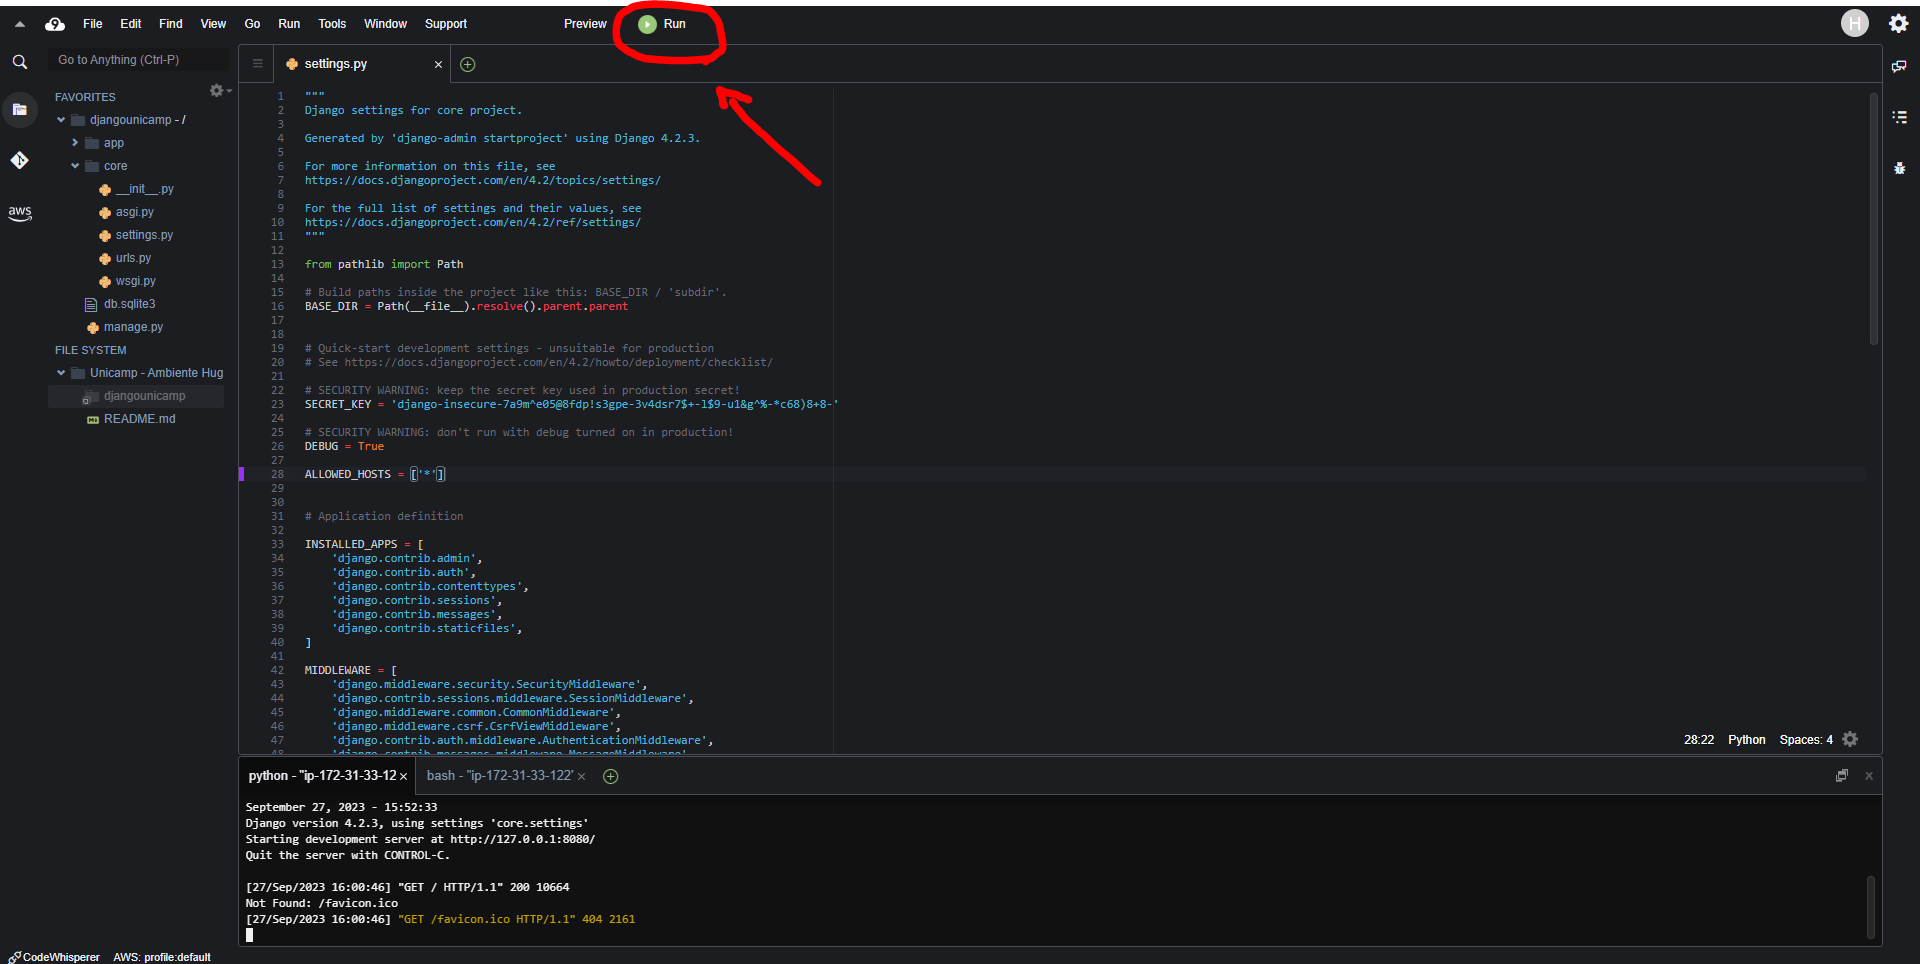 File Edit Find View Go Run Tools Window Support Preview Run H
Go to Anything (Ctrl-P)
settings.py
FAVORITES
djangounicamp - /
app
core
__init__.py
asgi.py
settings.py
urls.py
wsgi.py
db.sqlite3
manage.py
FILE SYSTEM
Unicamp - Ambiente Hug
djangounicamp
README.md
aws
1 """
2 Django settings for core project.
3
4 Generated by 'django-admin startproject' using Django 4.2.3.
5
6 For more information on this file, see
7 https://docs.djangoproject.com/en/4.2/topics/settings/
8
9 For the full list of settings and their values, see
10 https://docs.djangoproject.com/en/4.2/ref/settings/
11 """
12
13 from pathlib import Path
14
15 # Build paths inside the project like this: BASE_DIR / 'subdir'.
16 BASE_DIR = Path(__file__).resolve().parent.parent
17
18
19 # Quick-start development settings - unsuitable for production
20 # See https://docs.djangoproject.com/en/4.2/howto/deployment/checklist/
21
22 # SECURITY WARNING: keep the secret key used in production secret!
23 SECRET_KEY = 'django-insecure-7a9m^e05@8fdp!s3gpe-3v4dsr7$+-l$9-u1&g^%-*c68)8+8-'
24
25 # SECURITY WARNING: don't run with debug turned on in production!
26 DEBUG = True
27
28 ALLOWED_HOSTS = ['*']
29
30
31 # Application definition
32
33 INSTALLED_APPS = [
34 'django.contrib.admin',
35 'django.contrib.auth',
36 'django.contrib.contenttypes',
37 'django.contrib.sessions',
38 'django.contrib.messages',
39 'django.contrib.staticfiles',
40 ]
41
42 MIDDLEWARE = [
43 'django.middleware.security.SecurityMiddleware',
44 'django.contrib.sessions.middleware.SessionMiddleware',
45 'django.middleware.common.CommonMiddleware',
46 'django.middleware.csrf.CsrfViewMiddleware',
47 'django.contrib.auth.middleware.AuthenticationMiddleware',
48 'django.contrib.messages.middleware.MessageMiddleware'
28:22 Python Spaces: 4
python - "ip-172-31-33-12 bash - "ip-172-31-33-122"
September 27, 2023 - 15:52:33
Django version 4.2.3, using settings 'core.settings'
Starting development server at http://127.0.0.1:8080/
Quit the server with CONTROL-C.
[27/Sep/2023 16:00:46] "GET / HTTP/1.1" 200 10664
Not Found: /favicon.ico
[27/Sep/2023 16:00:46] "GET /favicon.ico HTTP/1.1" 404 2161
CodeWhisperer AWS: profile:default